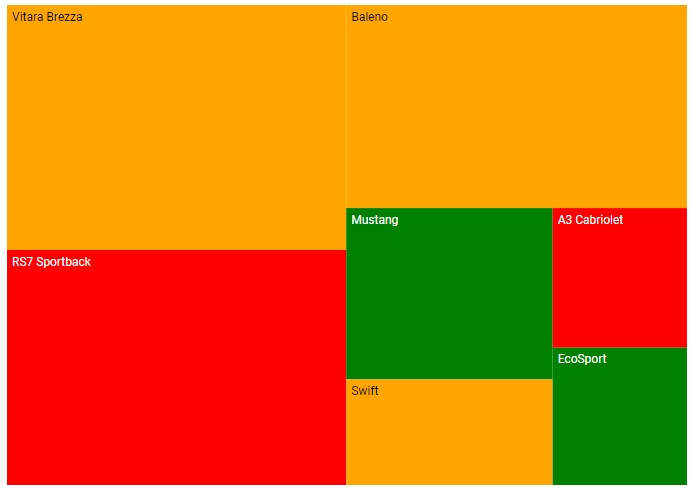 Vitara Brezza
Baleno
Mustang
A3 Cabriolet
RS7 Sportback
EcoSport
Swift